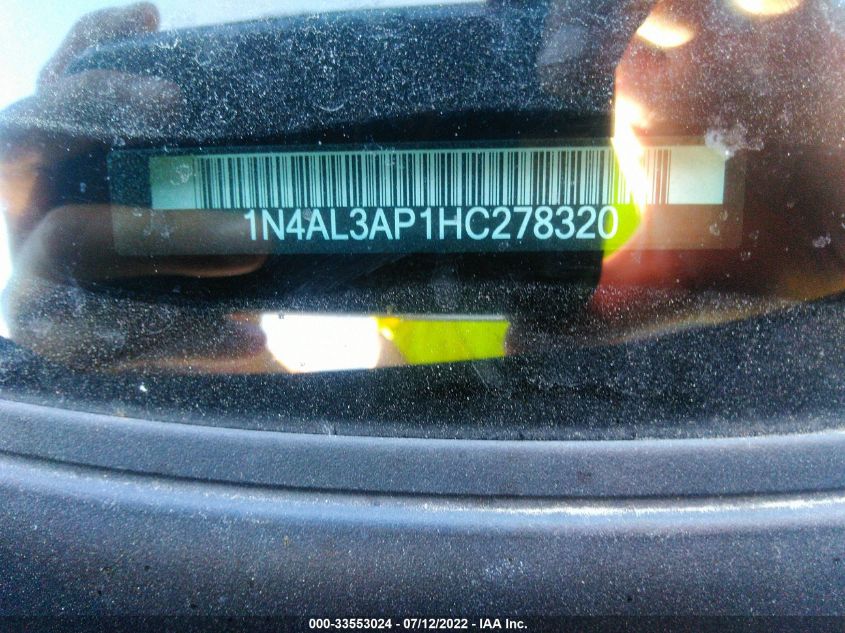 1N4AL3AP1HC278320
000-33553024 - 07/12/2022 - IAA Inc.